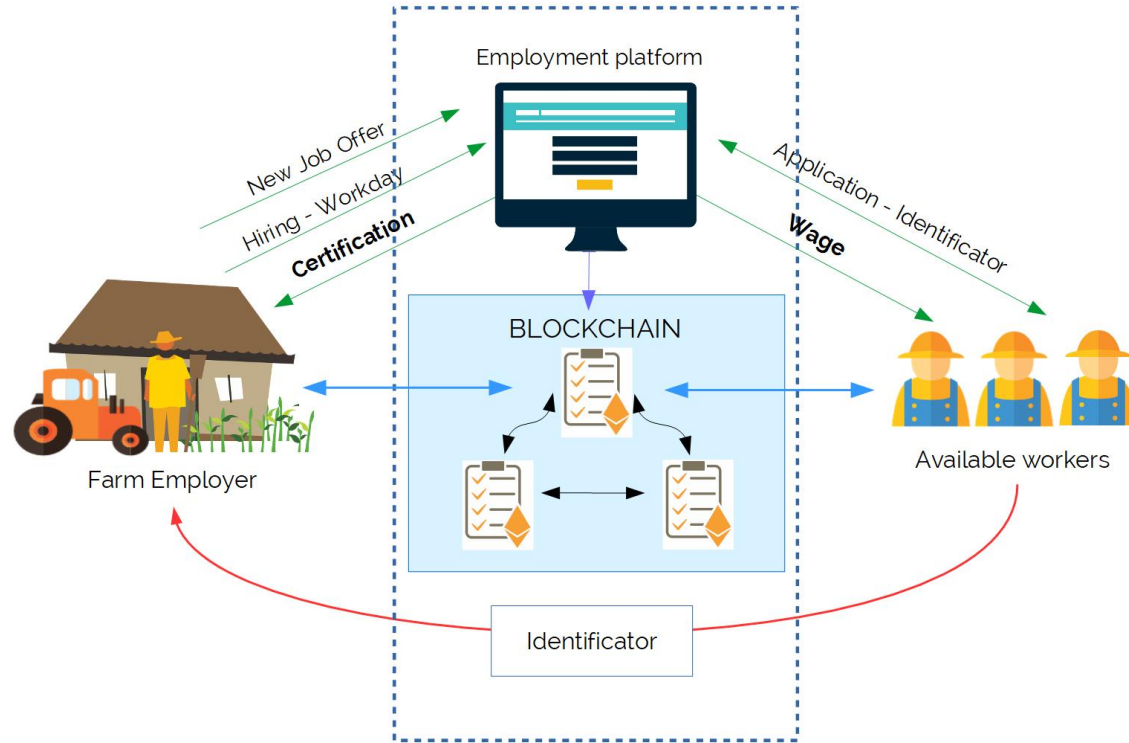 Employment platform
New Job Offer
Hiring - Workday
Certification
Application - Identificator
Wage
BLOCKCHAIN
Farm Employer
Available workers
Identificator